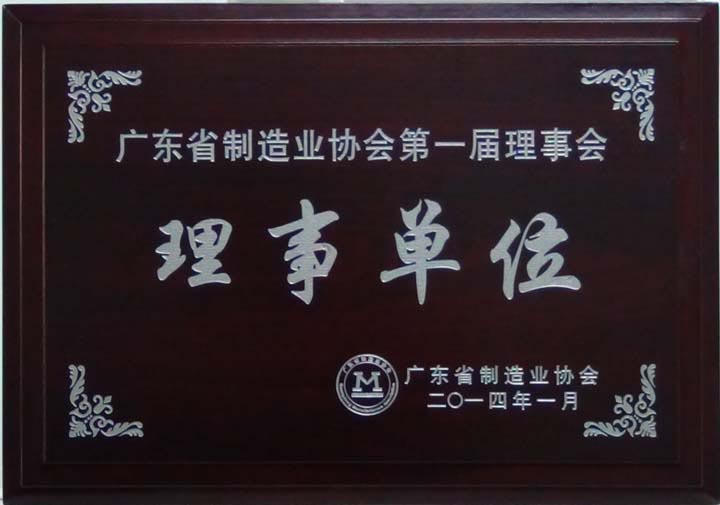 广东省制造业协会第一届理事会
理事单位
M
广东省制造业协会
二〇一四年一月